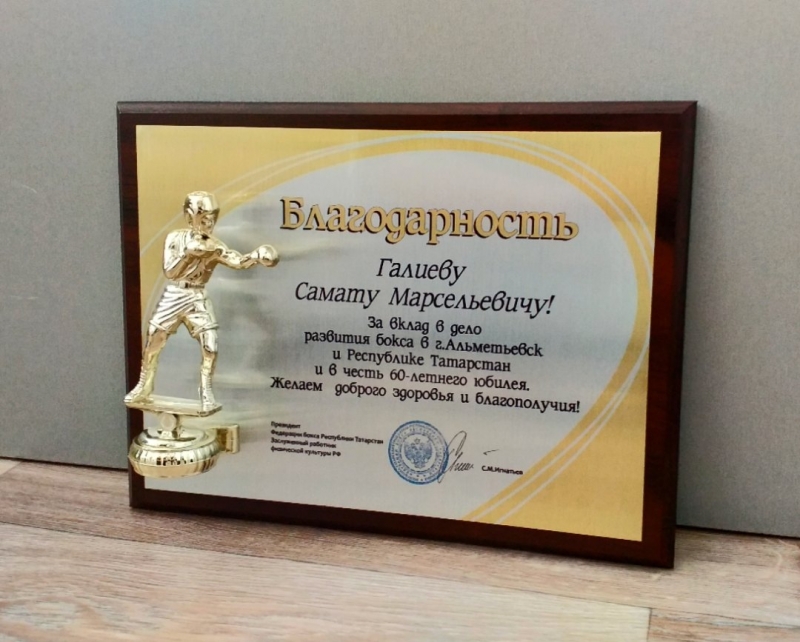 Благодарность
Галиеву
Самату Марсельевичу!
За вклад в дело
развития бокса в г.Альметьевск
и Республике Татарстан
и в честь 60-летнего юбилея.
Желаем доброго здоровья и благополучия!
Президент
Федерации бокса Республики Татарстан
Заслуженный работник
физической культуры РФ
С.М.Игнатьев